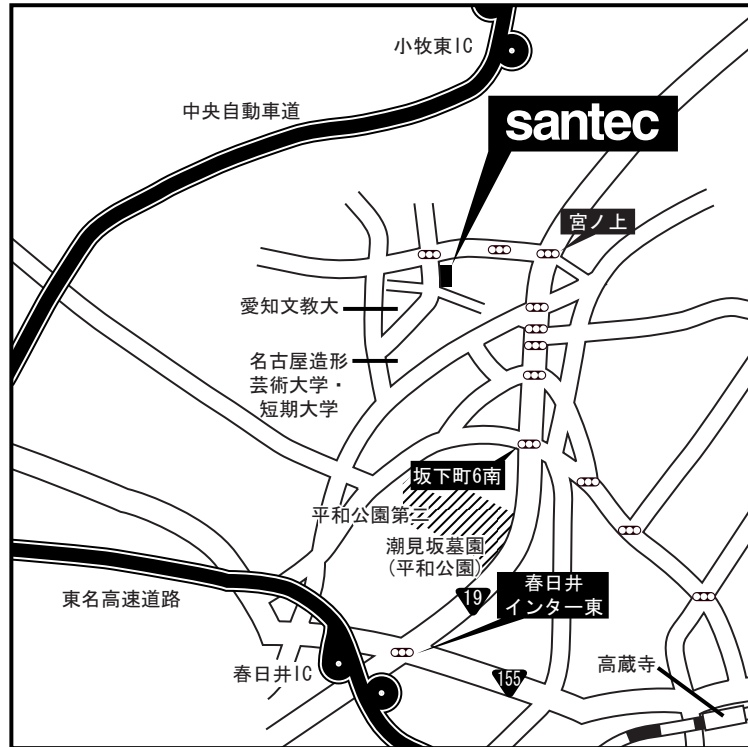 小牧東IC
中央自動車道
santec
宮ノ上
愛知文教大
名古屋造形
芸術大学・
短期大学
坂下町6南
平和公園第二
潮見坂墓園
(平和公園)
19
春日井
インター東
東名高速道路
春日井IC
155
高蔵寺